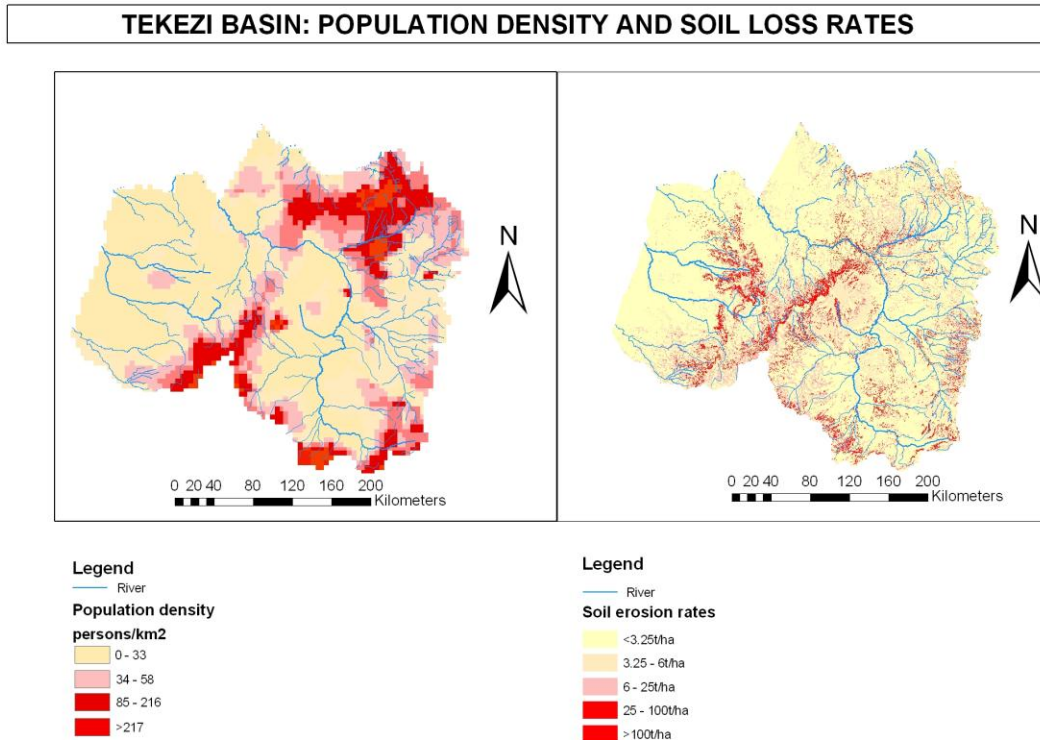 TEKEZI BASIN: POPULATION DENSITY AND SOIL LOSS RATES
N
0 20 40 80 120 160 200
Kilometers
N
0 20 40 80 120 160 200
Kilometers
Legend
River
Population density
persons/km2
0 - 33
34 - 58
85 - 216
>217
Legend
River
Soil erosion rates
<3.25t/ha
3.25 - 6t/ha
6 - 25t/ha
25 - 100t/ha
>100t/ha